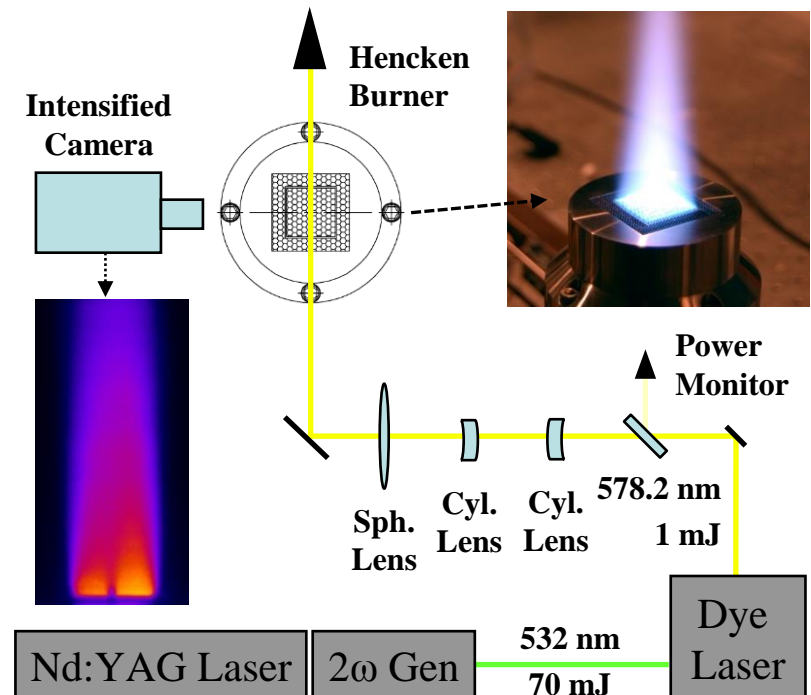 Hencken
Burner
Intensified
Camera
Power
Monitor
578.2 nm
1 mJ
Sph.
Lens
Cyl.
Lens
Cyl.
Lens
Dye
Laser
532 nm
70 mJ
Nd:YAG Laser
2ω Gen